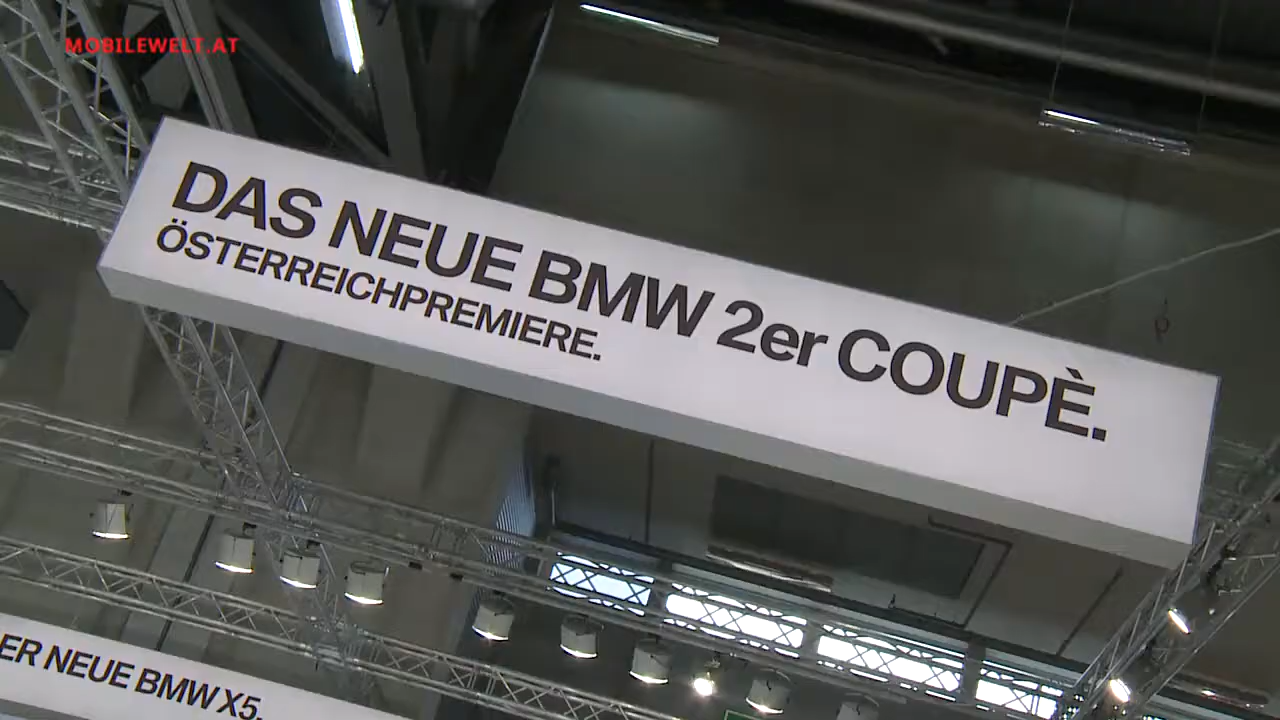 MOBILEWELT.AT
DAS NEUE BMW 2er COUPÈ.
ÖSTERREICHPREMIERE.
ER NEUE BMW X5.